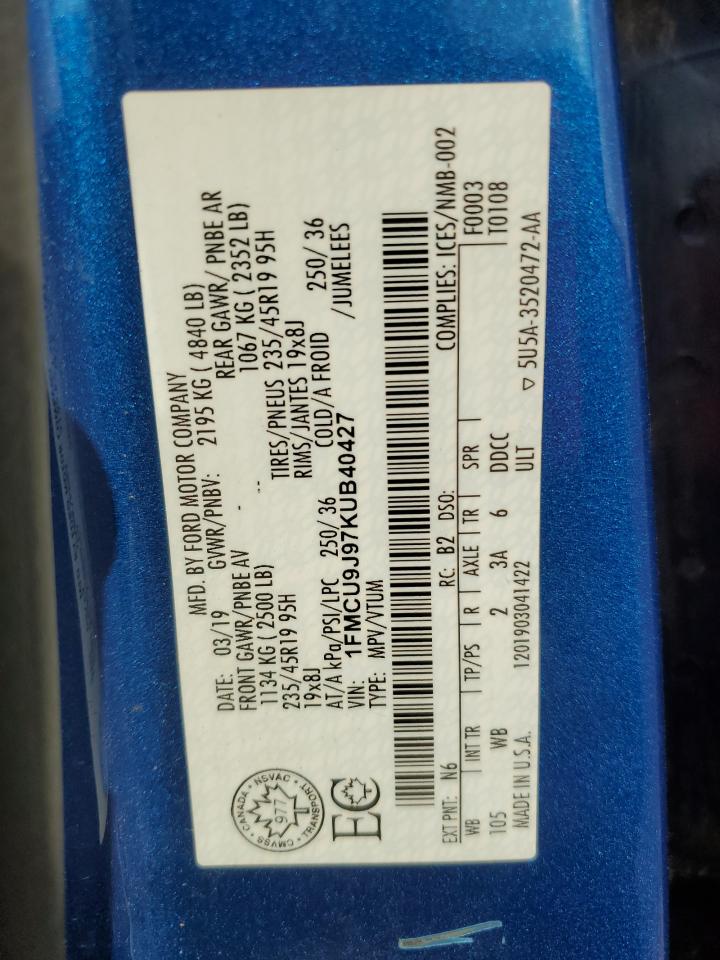 MFD. BY FORD MOTOR COMPANY
DATE: 03/19 GVWR/PNBV: 2195 KG ( 4840 LB)
FRONT GAWR/PNBE AV REAR GAWR/ PNBE AR
1134 KG ( 2500 LB) 1067 KG ( 2352 LB)
235/45R19 95H TIRES/PNEUS 235/45R19 95H
19x8J RIMS/JANTES 19x8J
AT/A kPa/PSI/LPC 250/ 36 COLD/A FROID 250/ 36
VIN: 1FMCU9J97KUB40427 /JUMELEES
TYPE: MPV/VTUM
CANADA • NSVAC • TRANSPORT • CMVSS •
977
EC
EXT PNT: N6 RC: B2 DSO: COMPLIES: ICES/NMB-002
WB INT TR TP/PS R AXLE TR SPR F0003
105 WB 2 3A 6 DDCC T0108
MADE IN U.S.A. 1201903041422 ULT ▽ 5U5A-3520472-AA